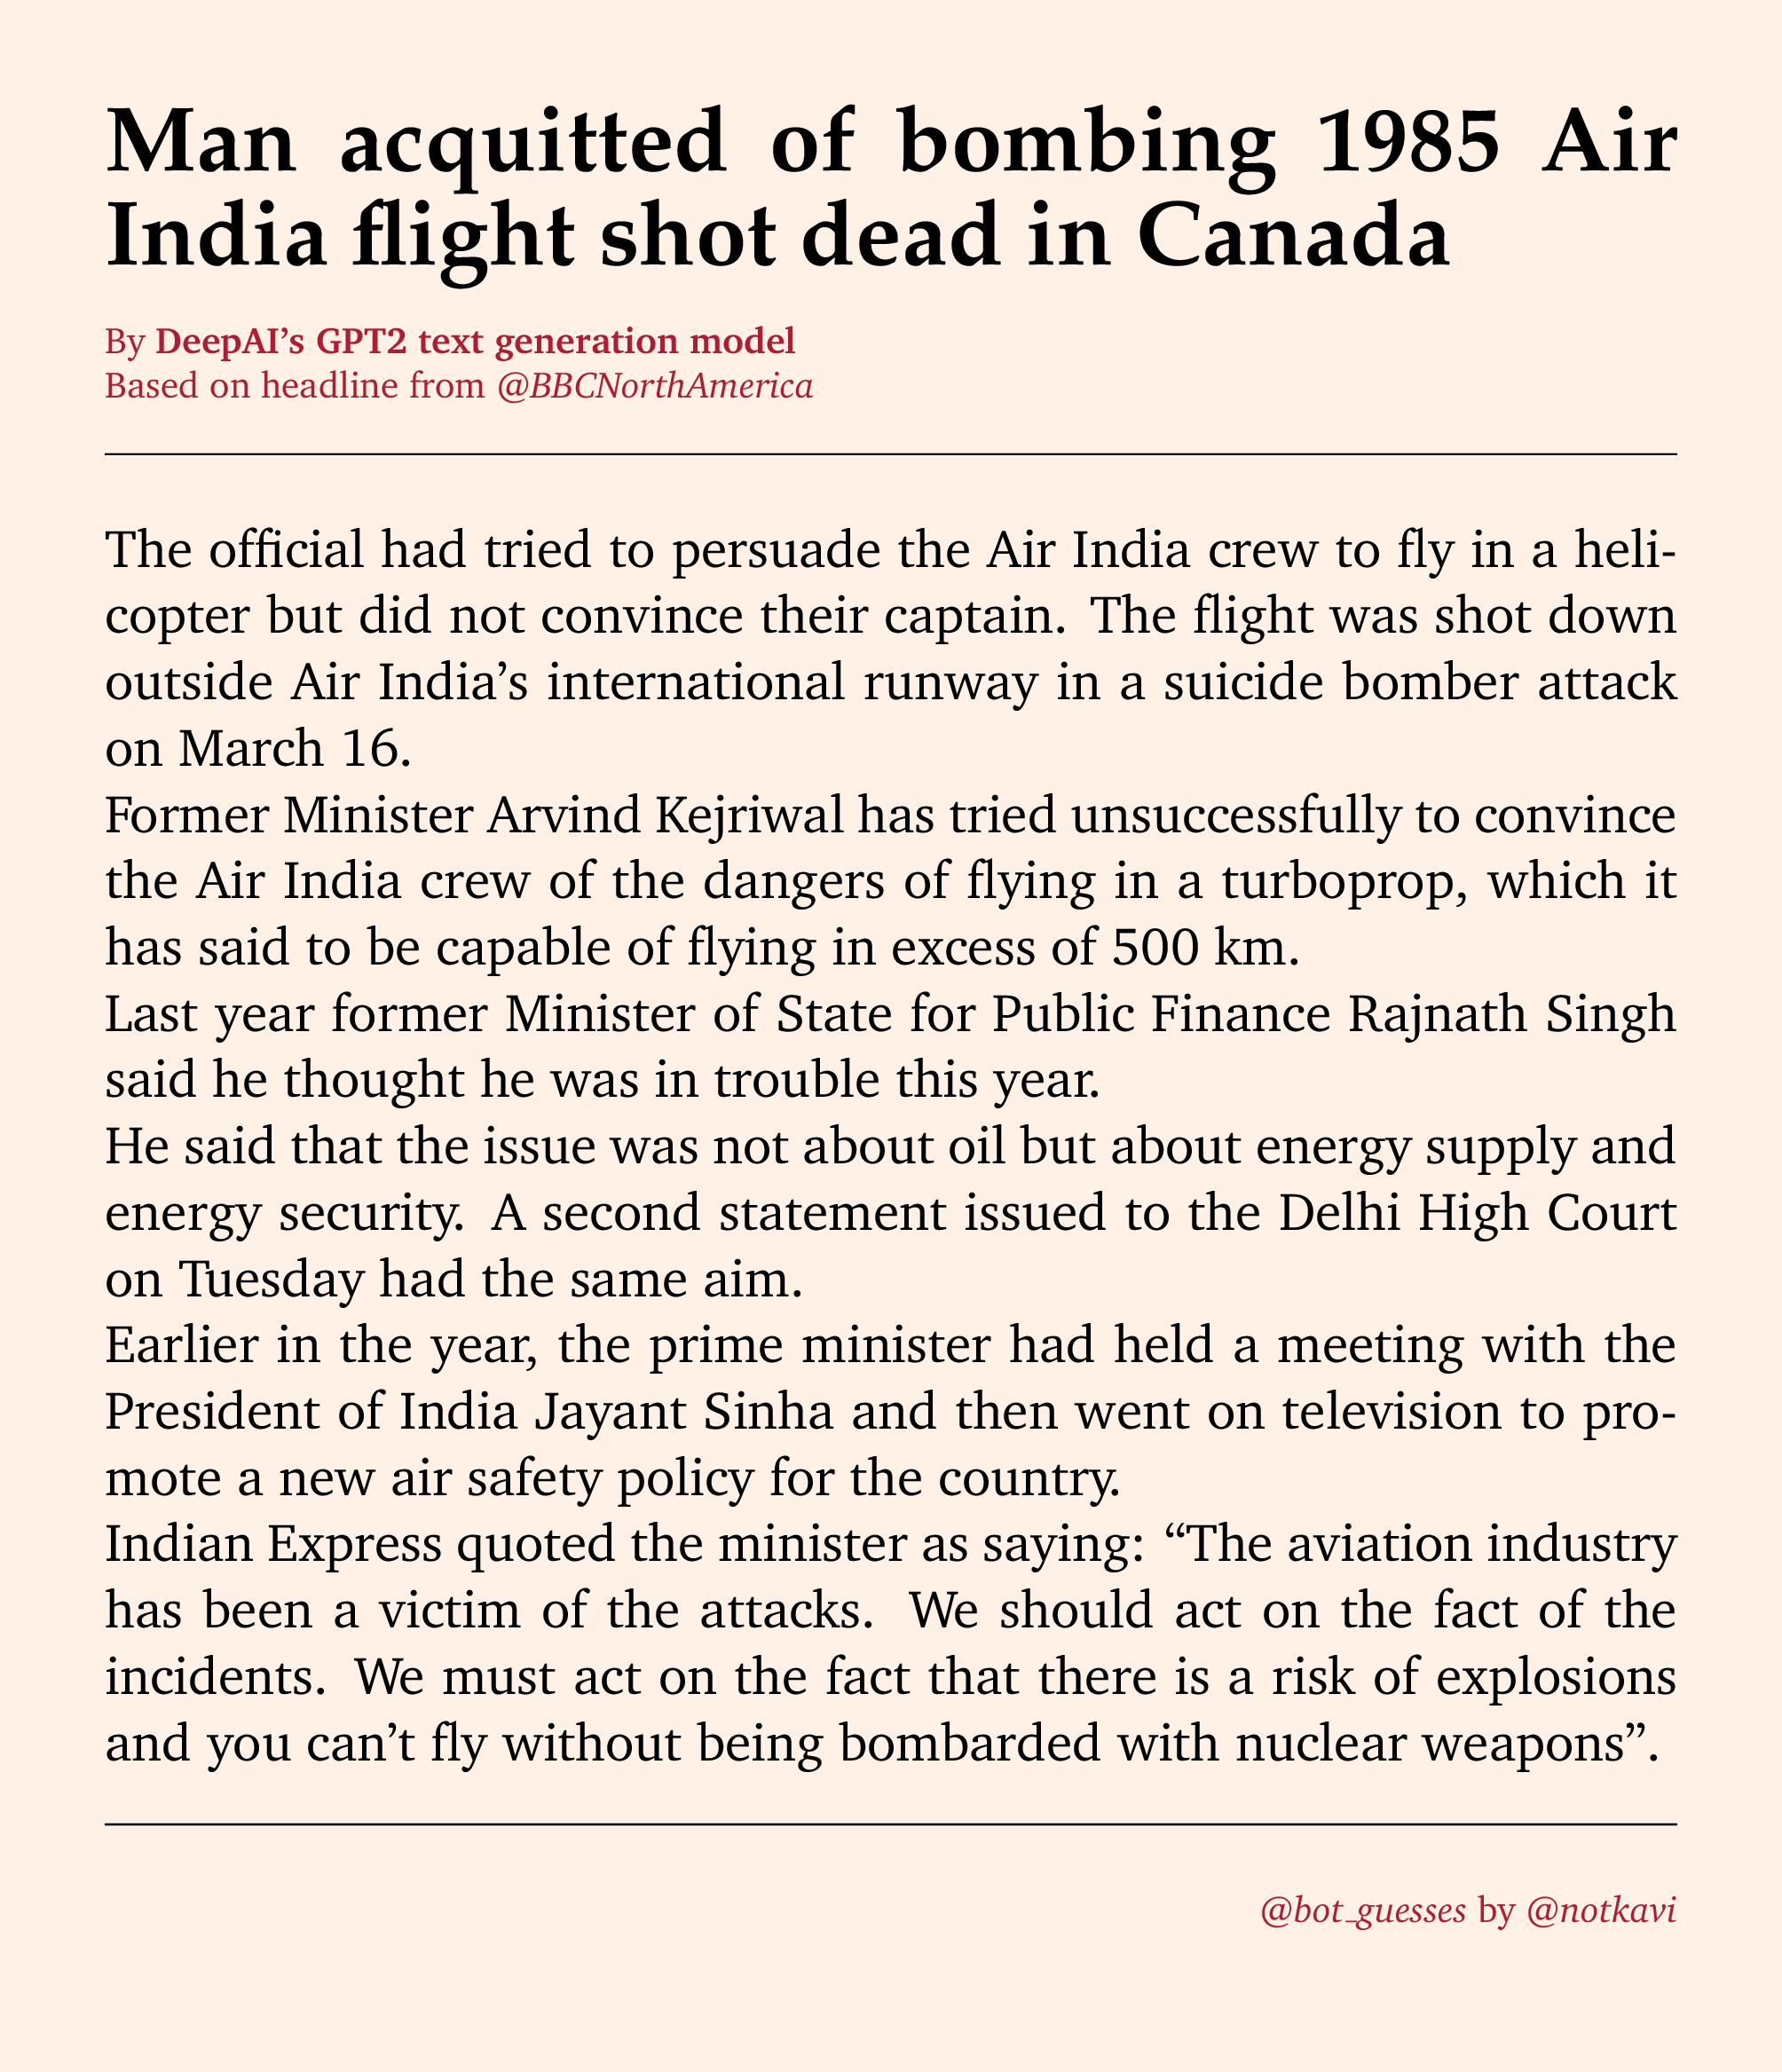 Man acquitted of bombing 1985 Air
India flight shot dead in Canada
By DeepAI's GPT2 text generation model
Based on headline from @BBCNorthAmerica
The official had tried to persuade the Air India crew to fly in a heli-
copter but did not convince their captain. The flight was shot down
outside Air India's international runway in a suicide bomber attack
on March 16.
Former Minister Arvind Kejriwal has tried unsuccessfully to convince
the Air India crew of the dangers of flying in a turboprop, which it
has said to be capable of flying in excess of 500 km.
Last year former Minister of State for Public Finance Rajnath Singh
said he thought he was in trouble this year.
He said that the issue was not about oil but about energy supply and
energy security. A second statement issued to the Delhi High Court
on Tuesday had the same aim.
Earlier in the year, the prime minister had held a meeting with the
President of India Jayant Sinha and then went on television to pro-
mote a new air safety policy for the country.
Indian Express quoted the minister as saying: “The aviation industry
has been a victim of the attacks. We should act on the fact of the
incidents. We must act on the fact that there is a risk of explosions
and you can't fly without being bombarded with nuclear weapons”.
@bot_guesses by @notkavi